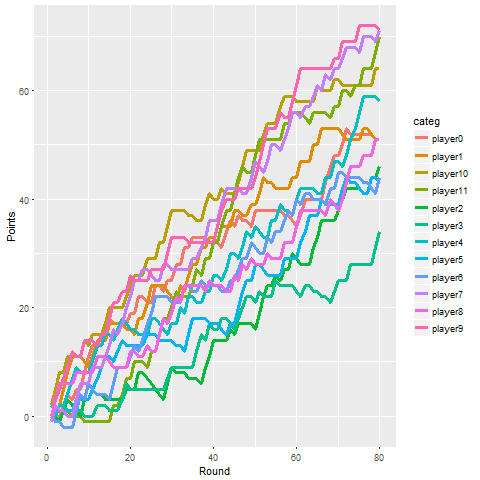 60
40
20
0
0
20
40
60
80
Round
Points
categ
player0
player1
player10
player11
player2
player3
player4
player5
player6
player7
player8
player9